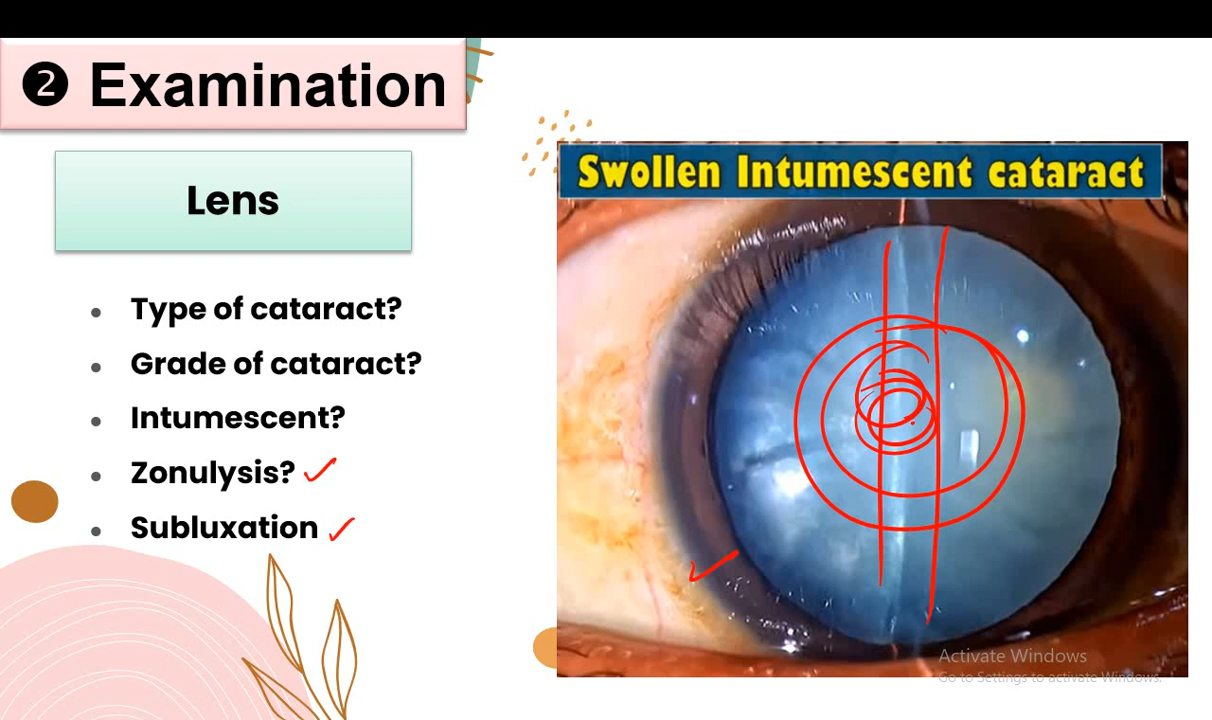 ❷ Examination
Lens
• Type of cataract?
• Grade of cataract?
• Intumescent?
• Zonulysis?
• Subluxation
Swollen Intumescent cataract
Activate Windows
Go to Settings to activate Windows.